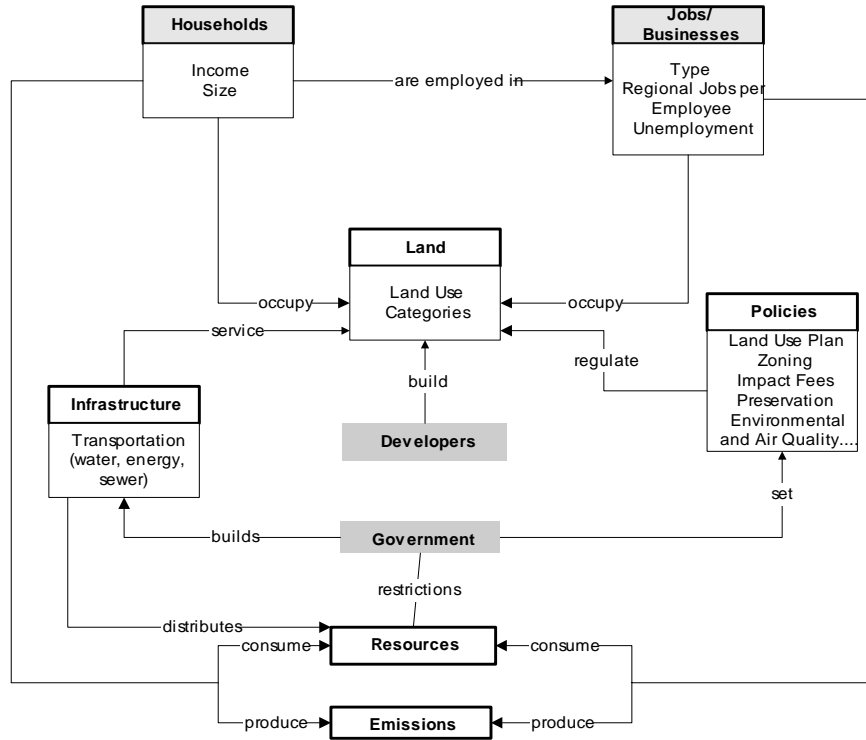 Households
Income
Size
are employed in
Jobs/
Businesses
Type
Regional Jobs per
Employee
Unemployment
Land
Land Use
Categories
occupy
occupy
service
regulate
build
Policies
Land Use Plan
Zoning
Impact Fees
Preservation
Environmental
and Air Quality....
Infrastructure
Transportation
(water, energy,
sewer)
Developers
set
builds
Government
restrictions
distributes
Resources
consume
consume
Emissions
produce
produce